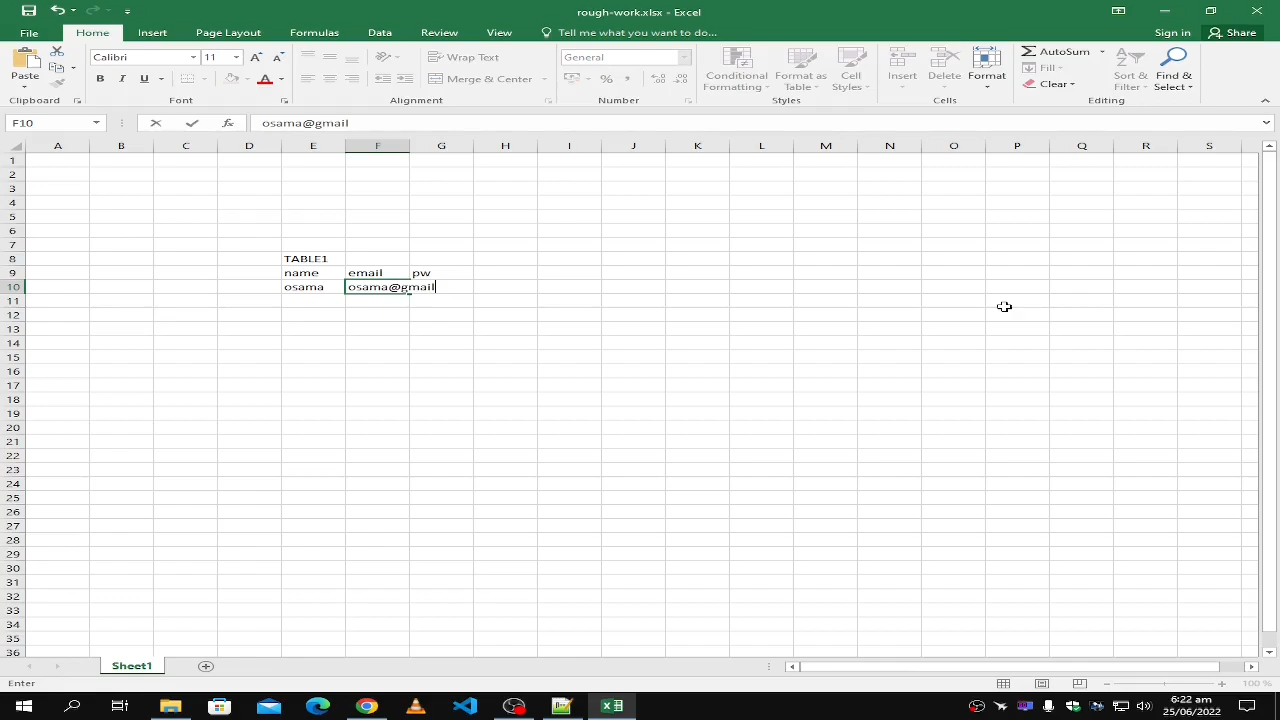 rough-work.xlsx - Excel
File Home Insert Page Layout Formulas Data Review View Tell me what you want to do... Sign in Share
Paste Calibri 11 A A Wrap Text General Conditional Formatting Format as Table Cell Styles Insert Delete Format AutoSum Sort & Filter Find & Select
B I U A Merge & Center % , Fill
Clear
Clipboard Font Alignment Number Styles Cells Editing
F10 fx osama@gmail
A B C D E F G H I J K L M N O P Q R S
1
2
3
4
5
6
7
8 TABLE1
9 name email pw
10 osama osama@gmail
11
12
13
14
15
16
17
18
19
20
21
22
23
24
25
26
27
28
29
30
31
32
33
34
35
36
Sheet1
Enter 100 %
6:22 am
25/06/2022